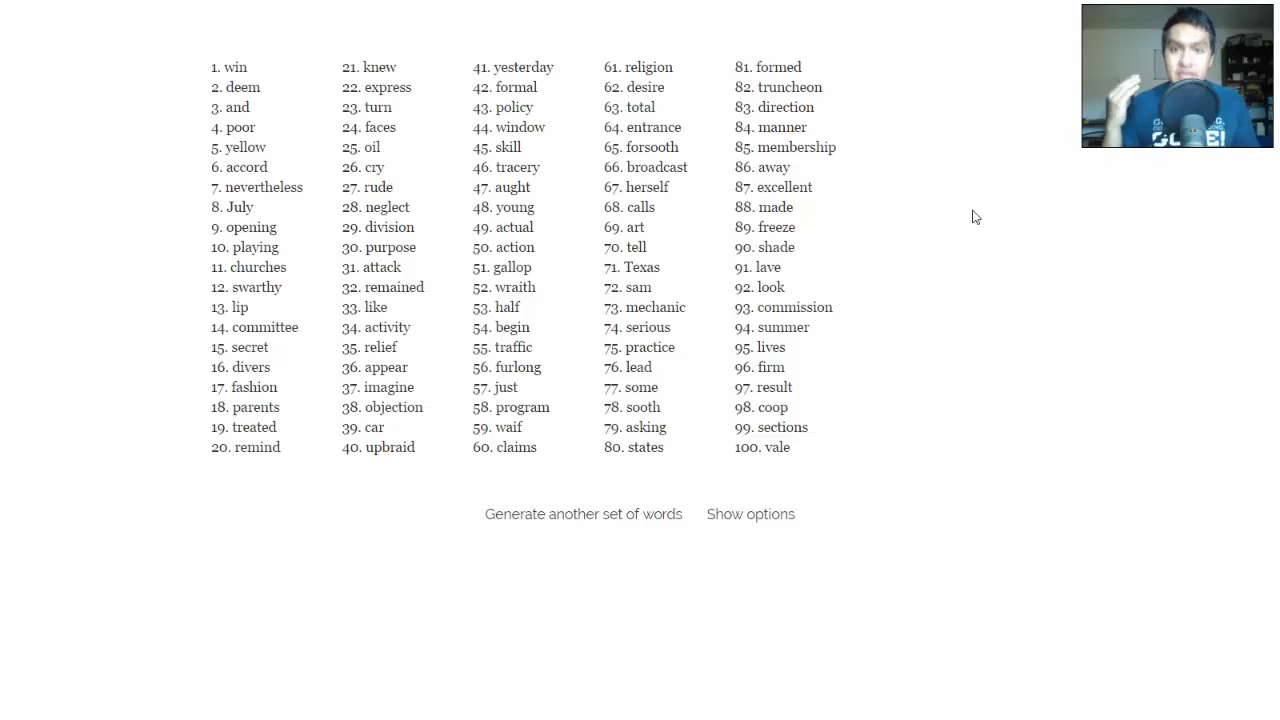 1. win
2. deem
3. and
4. poor
5. yellow
6. accord
7. nevertheless
8. July
9. opening
10. playing
11. churches
12. swarthy
13. lip
14. committee
15. secret
16. divers
17. fashion
18. parents
19. treated
20. remind
21. knew
22. express
23. turn
24. faces
25. oil
26. cry
27. rude
28. neglect
29. division
30. purpose
31. attack
32. remained
33. like
34. activity
35. relief
36. appear
37. imagine
38. objection
39. car
40. upbraid
41. yesterday
42. formal
43. policy
44. window
45. skill
46. tracery
47. aught
48. young
49. actual
50. action
51. gallop
52. wraith
53. half
54. begin
55. traffic
56. furlong
57. just
58. program
59. waif
60. claims
61. religion
62. desire
63. total
64. entrance
65. forsooth
66. broadcast
67. herself
68. calls
69. art
70. tell
71. Texas
72. sam
73. mechanic
74. serious
75. practice
76. lead
77. some
78. sooth
79. asking
80. states
81. formed
82. truncheon
83. direction
84. manner
85. membership
86. away
87. excellent
88. made
89. freeze
90. shade
91. lave
92. look
93. commission
94. summer
95. lives
96. firm
97. result
98. coop
99. sections
100. vale
Generate another set of words Show options